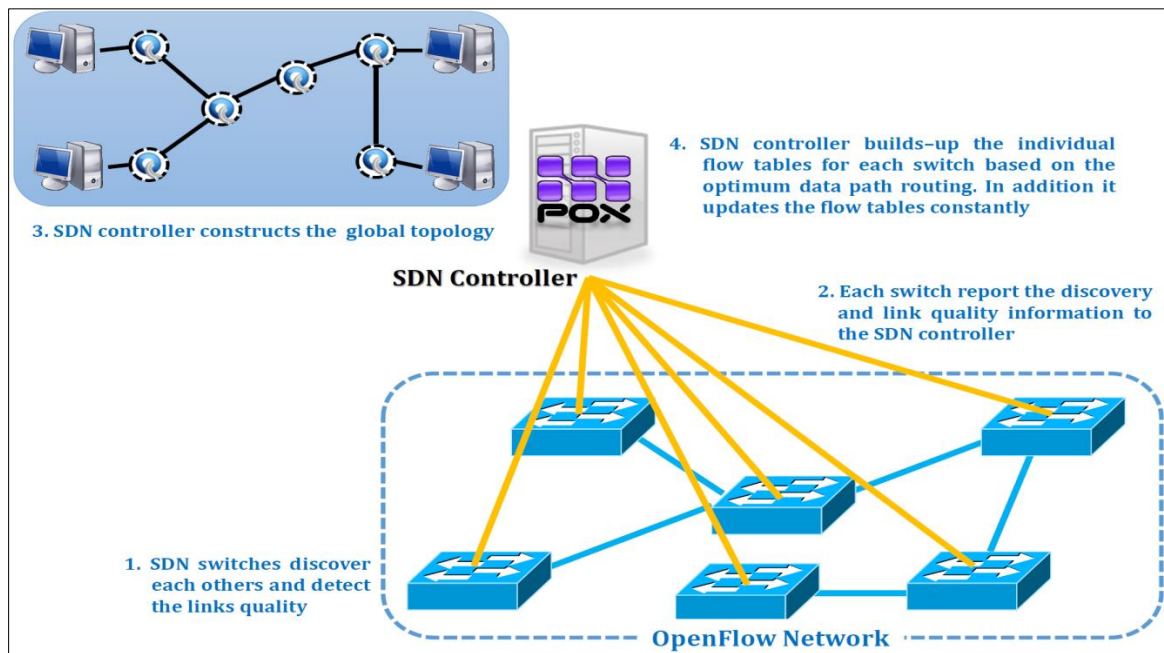 3. SDN controller constructs the global topology
POX
SDN Controller
4. SDN controller builds–up the individual
flow tables for each switch based on the
optimum data path routing. In addition it
updates the flow tables constantly
2. Each switch report the discovery
and link quality information to
the SDN controller
1. SDN switches discover
each others and detect
the links quality
OpenFlow Network